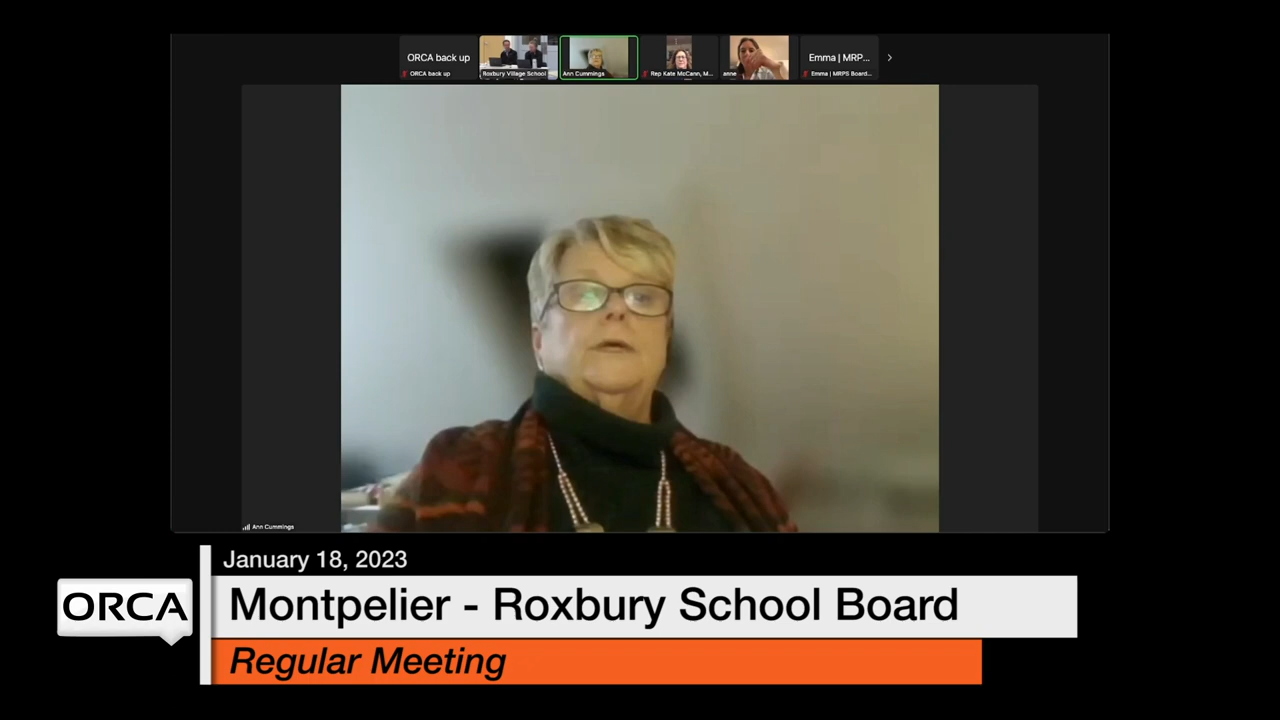 ORCA back up
Emma | MRP...
ORCA back up
Roxbury Village School
Ann Cummings
Rep Kate McCann, M...
anne
Emma | MRPS Board...
Ann Cummings
January 18, 2023
ORCA
Montpelier - Roxbury School Board
Regular Meeting